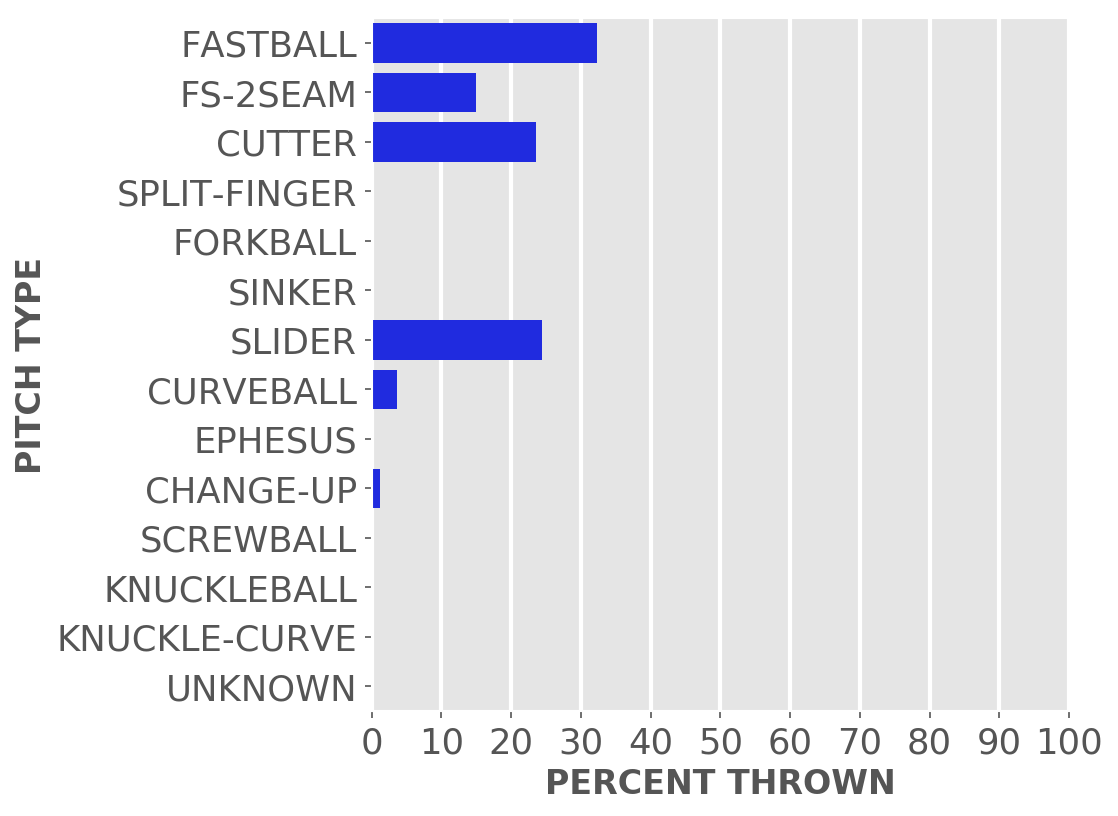 FASTBALL
FS-2SEAM
CUTTER
SPLIT-FINGER
FORKBALL
SINKER
SLIDER
CURVEBALL
EPHESUS
CHANGE-UP
SCREWBALL
KNUCKLEBALL
KNUCKLE-CURVE
UNKNOWN
PITCH TYPE
0 10 20 30 40 50 60 70 80 90 100
PERCENT THROWN